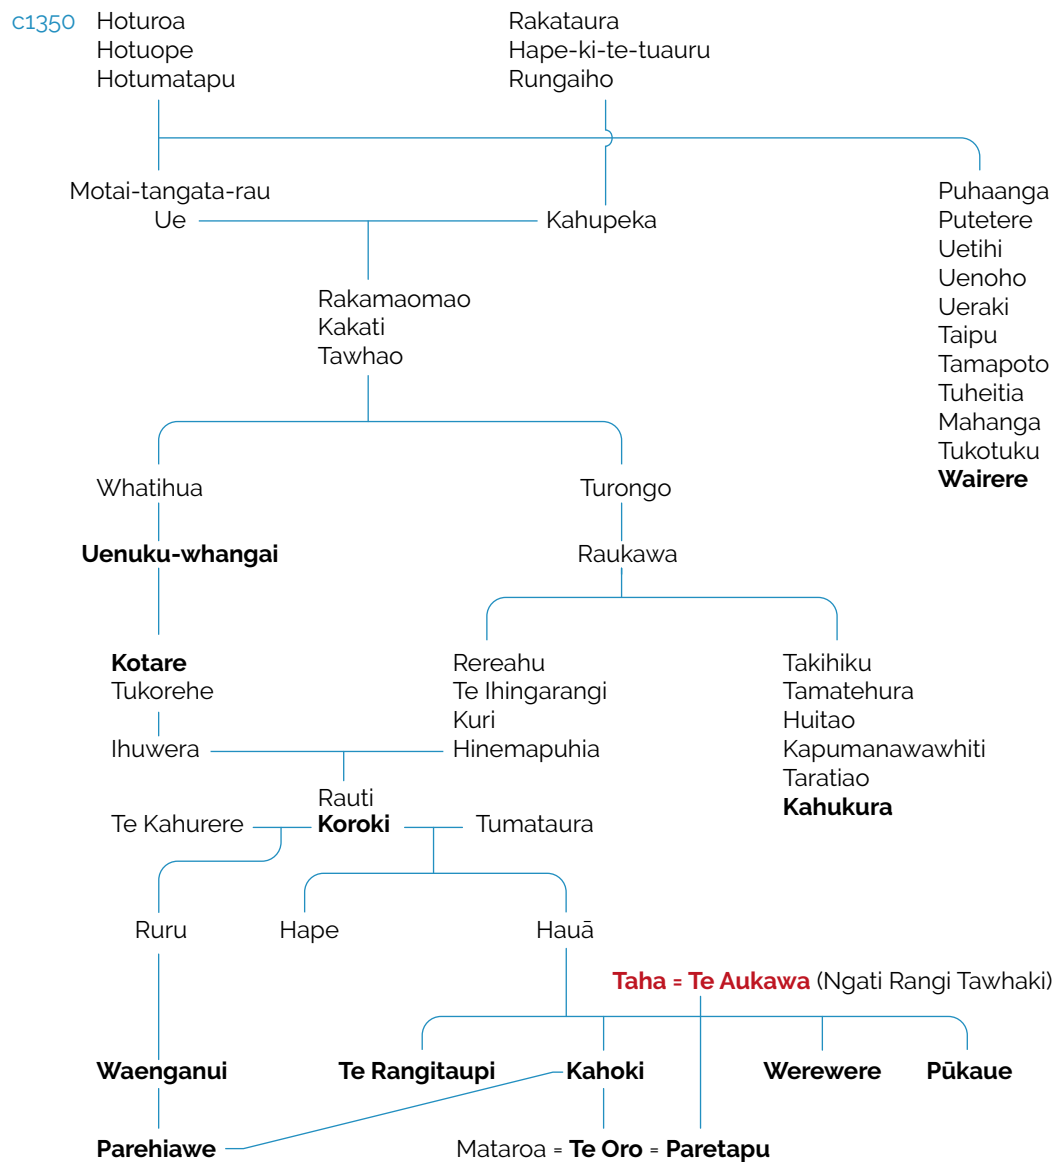 c1350 Hoturoa
Hotuope
Hotumatapu
Rakataura
Hape-ki-te-tuauru
Rungaiho
Motai-tangata-rau
Ue
Kahupeka
Puhaanga
Putetere
Uetihi
Uenoho
Ueraki
Taipu
Tamapoto
Tuheitia
Mahanga
Tukotuku
Wairere
Rakamaomao
Kakati
Tawhao
Whatihua
Turongo
Uenuku-whangai
Raukawa
Kotare
Tukorehe
Ihuwera
Rereahu
Te Ihingarangi
Kuri
Hinemapuhia
Takihiku
Tamatehura
Huitao
Kapumanawawhiti
Taratiao
Kahukura
Rauti
Te Kahurere
Koroki
Tumataura
Ruru
Hape
Hauā
Taha = Te Aukawa (Ngati Rangi Tawhaki)
Waenganui
Te Rangitaupi
Kahoki
Werewere
Pūkaue
Parehiawe
Mataroa = Te Oro = Paretapu